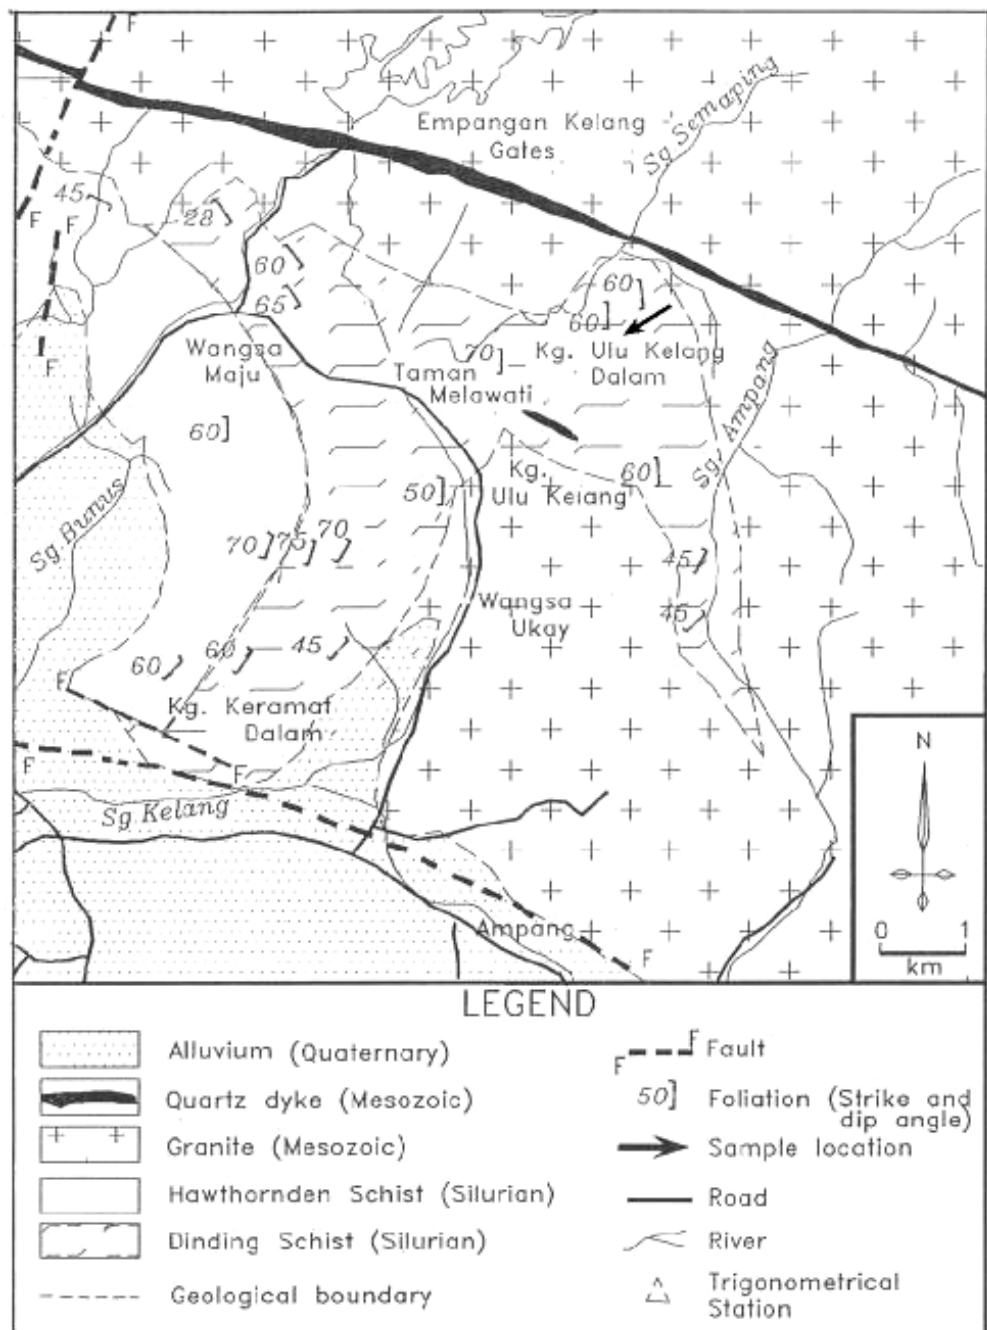 F
Empangan Kelang
Gates
Sg Semaping
45
F
F
28
60
65
60
60
Wangsa
Maju
70
Kg. Ulu Kelang
Dalam
Taman
Melawati
F
60
Sg. Ampang
Kg.
Ulu Kelang
60
50
Sg. Bunus
70
75
70
45
Wangsa
Ukay
45
60
60
45
F
Kg. Keramat
Dalam
F
F
Sg Kelang
N
Ampang
F
0 1
km
LEGEND
Alluvium (Quaternary)
Quartz dyke (Mesozoic)
Granite (Mesozoic)
Hawthornden Schist (Silurian)
Dinding Schist (Silurian)
Geological boundary
F F Fault
50 Foliation (Strike and
dip angle)
Sample location
Road
River
Trigonometrical
Station